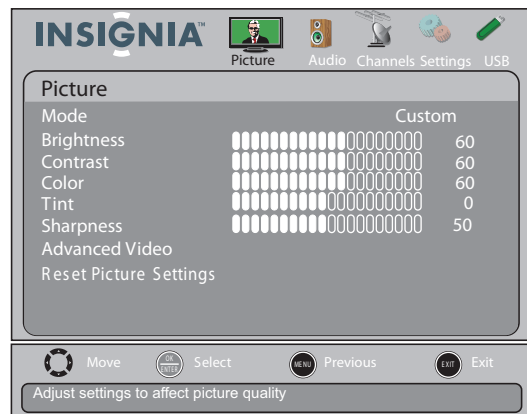 INSIGNIA™
Picture Audio Channels Settings USB
Picture
Mode Custom
Brightness 60
Contrast 60
Color 60
Tint 0
Sharpness 50
Advanced Video
Reset Picture Settings
Move OK ENTER Select MENU Previous EXIT Exit
Adjust settings to affect picture quality